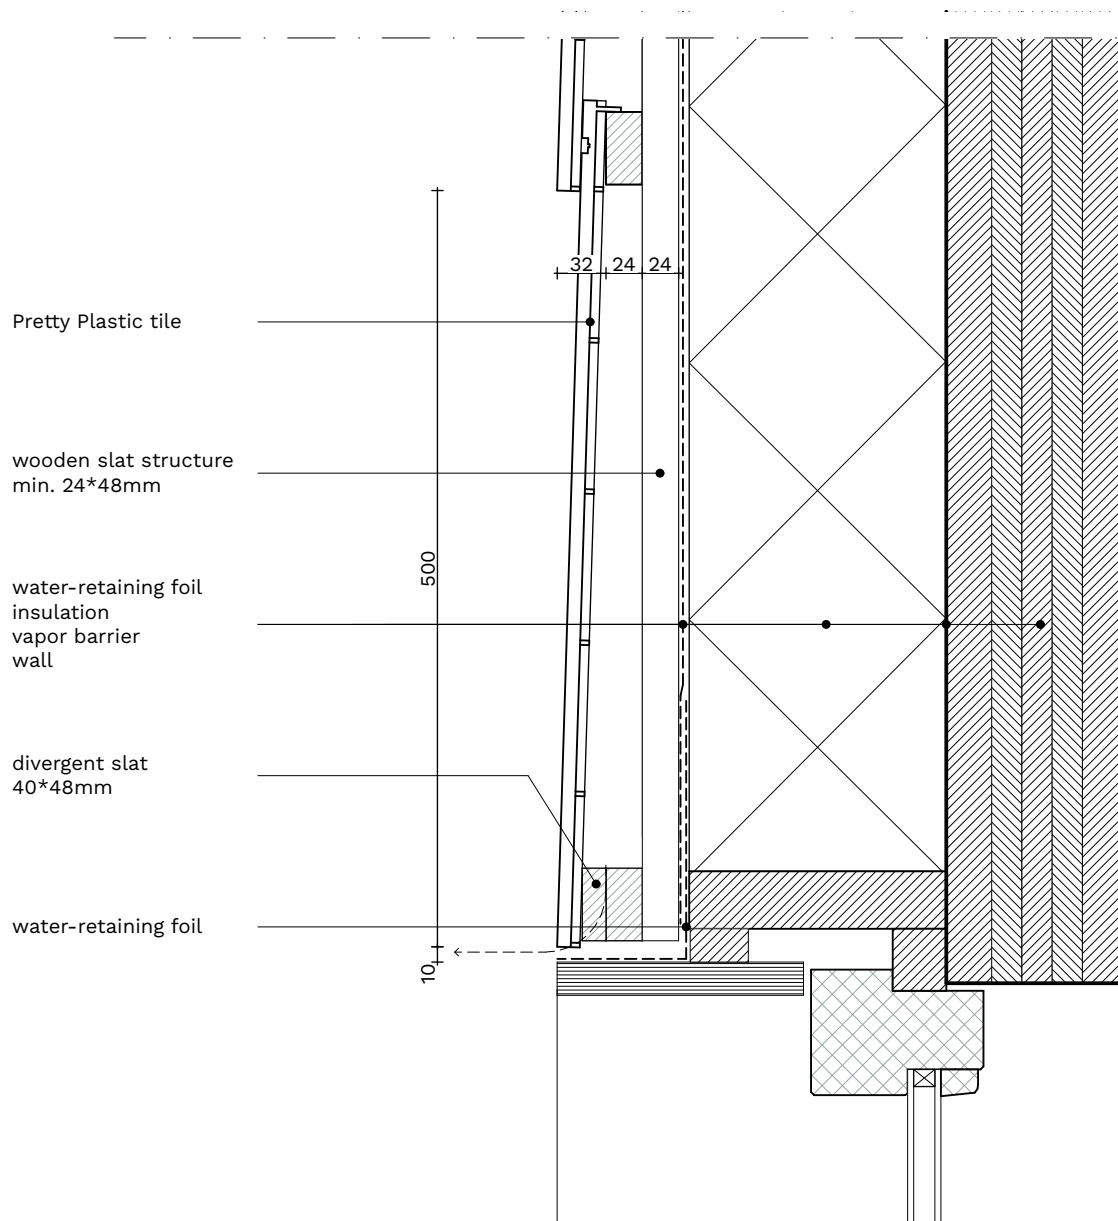 32 24 24
Pretty Plastic tile
wooden slat structure
min. 24*48mm
500
water-retaining foil
insulation
vapor barrier
wall
divergent slat
40*48mm
water-retaining foil
10